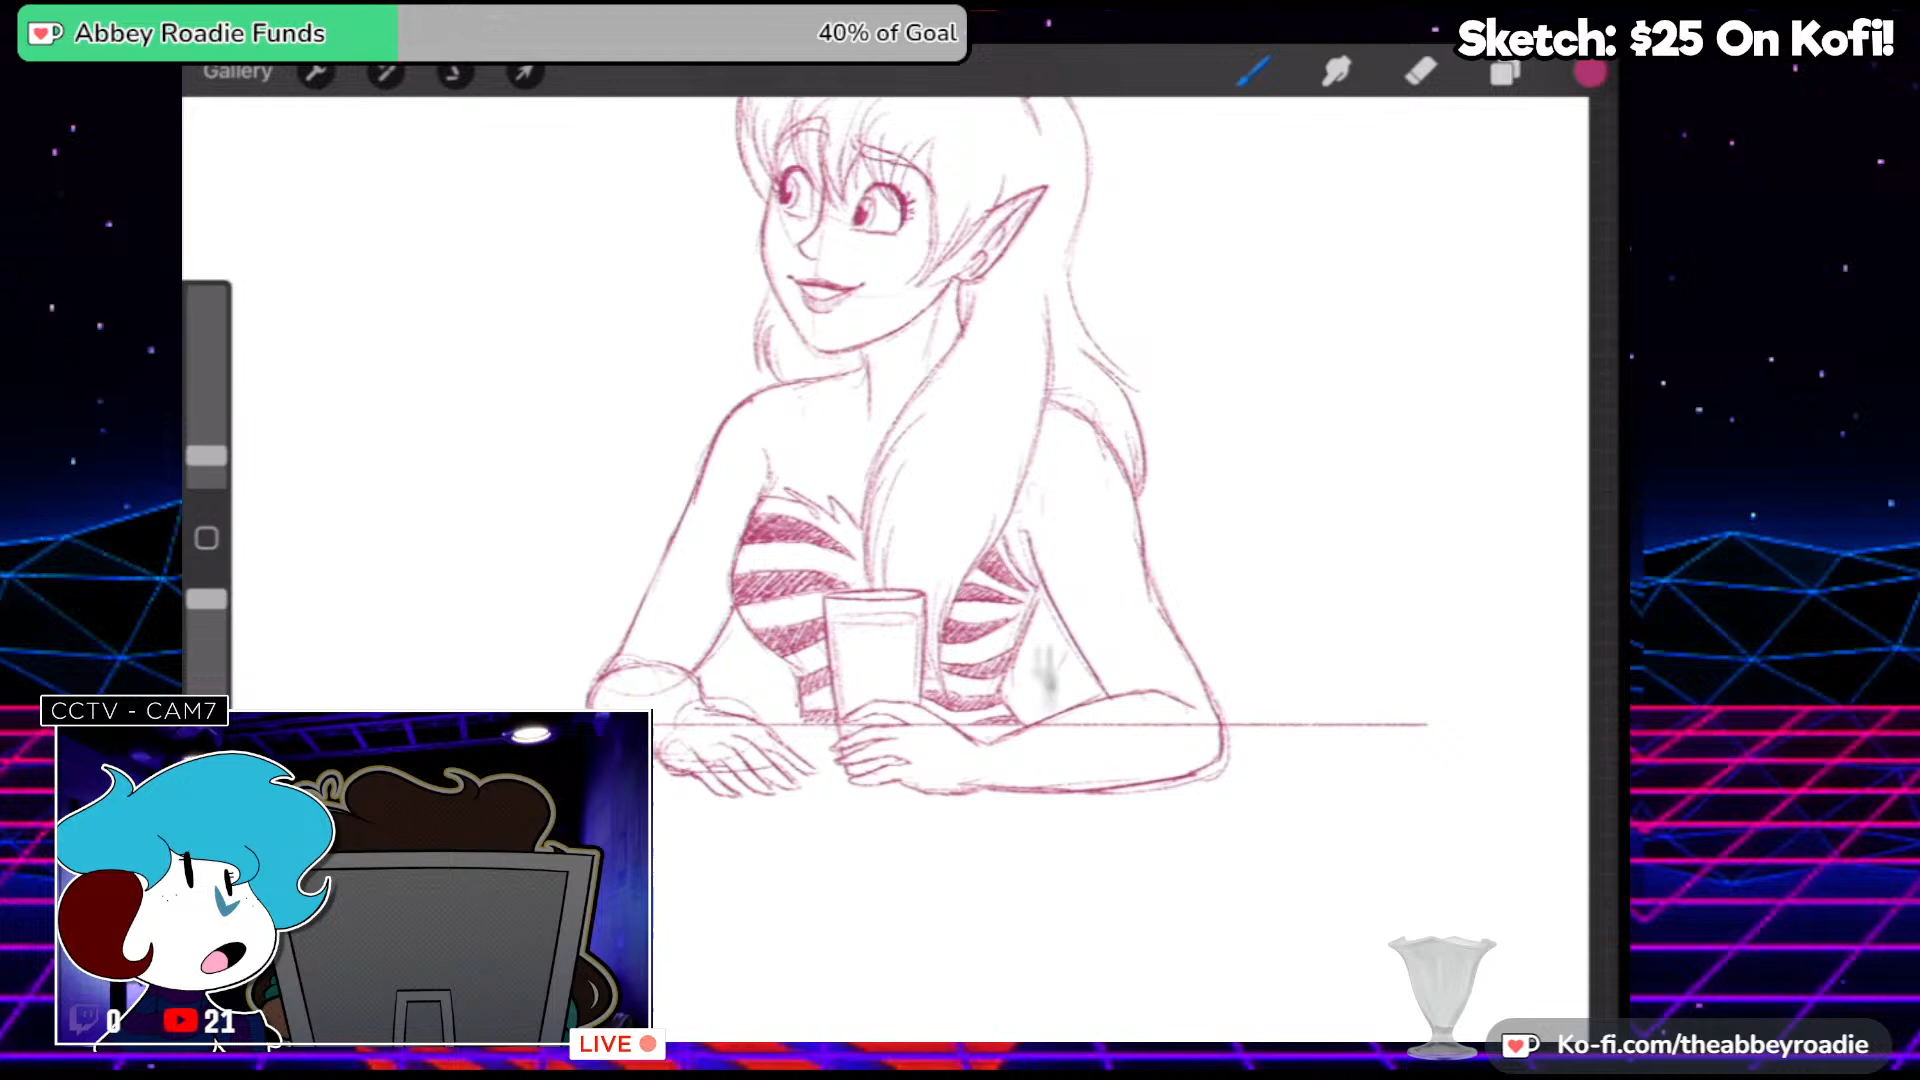 Abbey Roadie Funds
40% of Goal
Sketch: $25 On Kofi!
Gallery
CCTV - CAM7
0
21
LIVE
Ko-fi.com/theabbeyroadie